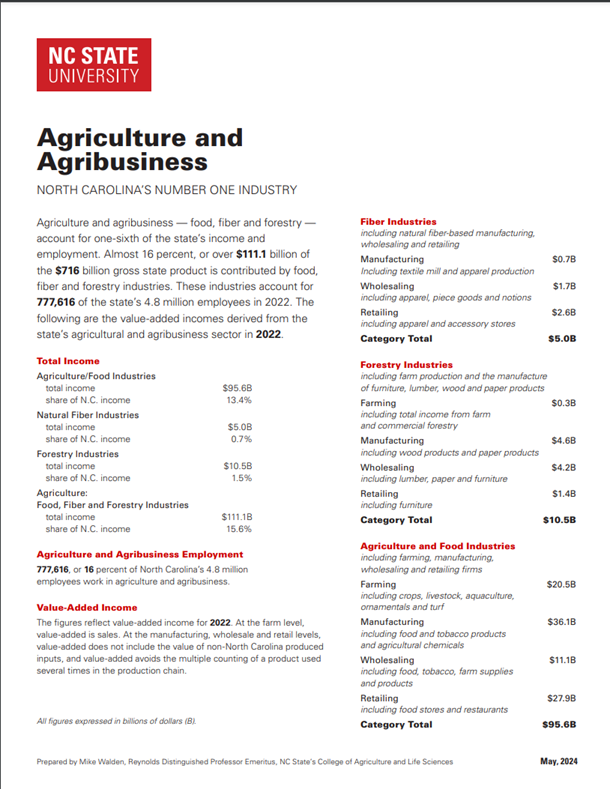 NC STATE
UNIVERSITY
Agriculture and
Agribusiness
NORTH CAROLINA'S NUMBER ONE INDUSTRY
Agriculture and agribusiness — food, fiber and forestry —
account for one-sixth of the state's income and
employment. Almost 16 percent, or over $111.1 billion of
the $716 billion gross state product is contributed by food,
fiber and forestry industries. These industries account for
777,616 of the state's 4.8 million employees in 2022. The
following are the value-added incomes derived from the
state's agricultural and agribusiness sector in 2022.
Total Income
Agriculture/Food Industries
total income $95.6B
share of N.C. income 13.4%
Natural Fiber Industries
total income $5.0B
share of N.C. income 0.7%
Forestry Industries
total income $10.5B
share of N.C. income 1.5%
Agriculture:
Food, Fiber and Forestry Industries
total income $111.1B
share of N.C. income 15.6%
Agriculture and Agribusiness Employment
777,616, or 16 percent of North Carolina's 4.8 million
employees work in agriculture and agribusiness.
Value-Added Income
The figures reflect value-added income for 2022. At the farm level,
value-added is sales. At the manufacturing, wholesale and retail levels,
value-added does not include the value of non-North Carolina produced
inputs, and value-added avoids the multiple counting of a product used
several times in the production chain.
All figures expressed in billions of dollars (B).
Fiber Industries
including natural fiber-based manufacturing,
wholesaling and retailing
Manufacturing $0.7B
Including textile mill and apparel production
Wholesaling $1.7B
including apparel, piece goods and notions
Retailing $2.6B
including apparel and accessory stores
Category Total $5.0B
Forestry Industries
including farm production and the manufacture
of furniture, lumber, wood and paper products
Farming $0.3B
including total income from farm
and commercial forestry
Manufacturing $4.6B
including wood products and paper products
Wholesaling $4.2B
including lumber, paper and furniture
Retailing $1.4B
including furniture
Category Total $10.5B
Agriculture and Food Industries
including farming, manufacturing,
wholesaling and retailing firms
Farming $20.5B
including crops, livestock, aquaculture,
ornamentals and turf
Manufacturing $36.1B
including food and tobacco products
and agricultural chemicals
Wholesaling $11.1B
including food, tobacco, farm supplies
and products
Retailing $27.9B
including food stores and restaurants
Category Total $95.6B
Prepared by Mike Walden, Reynolds Distinguished Professor Emeritus, NC State's College of Agriculture and Life Sciences
May, 2024